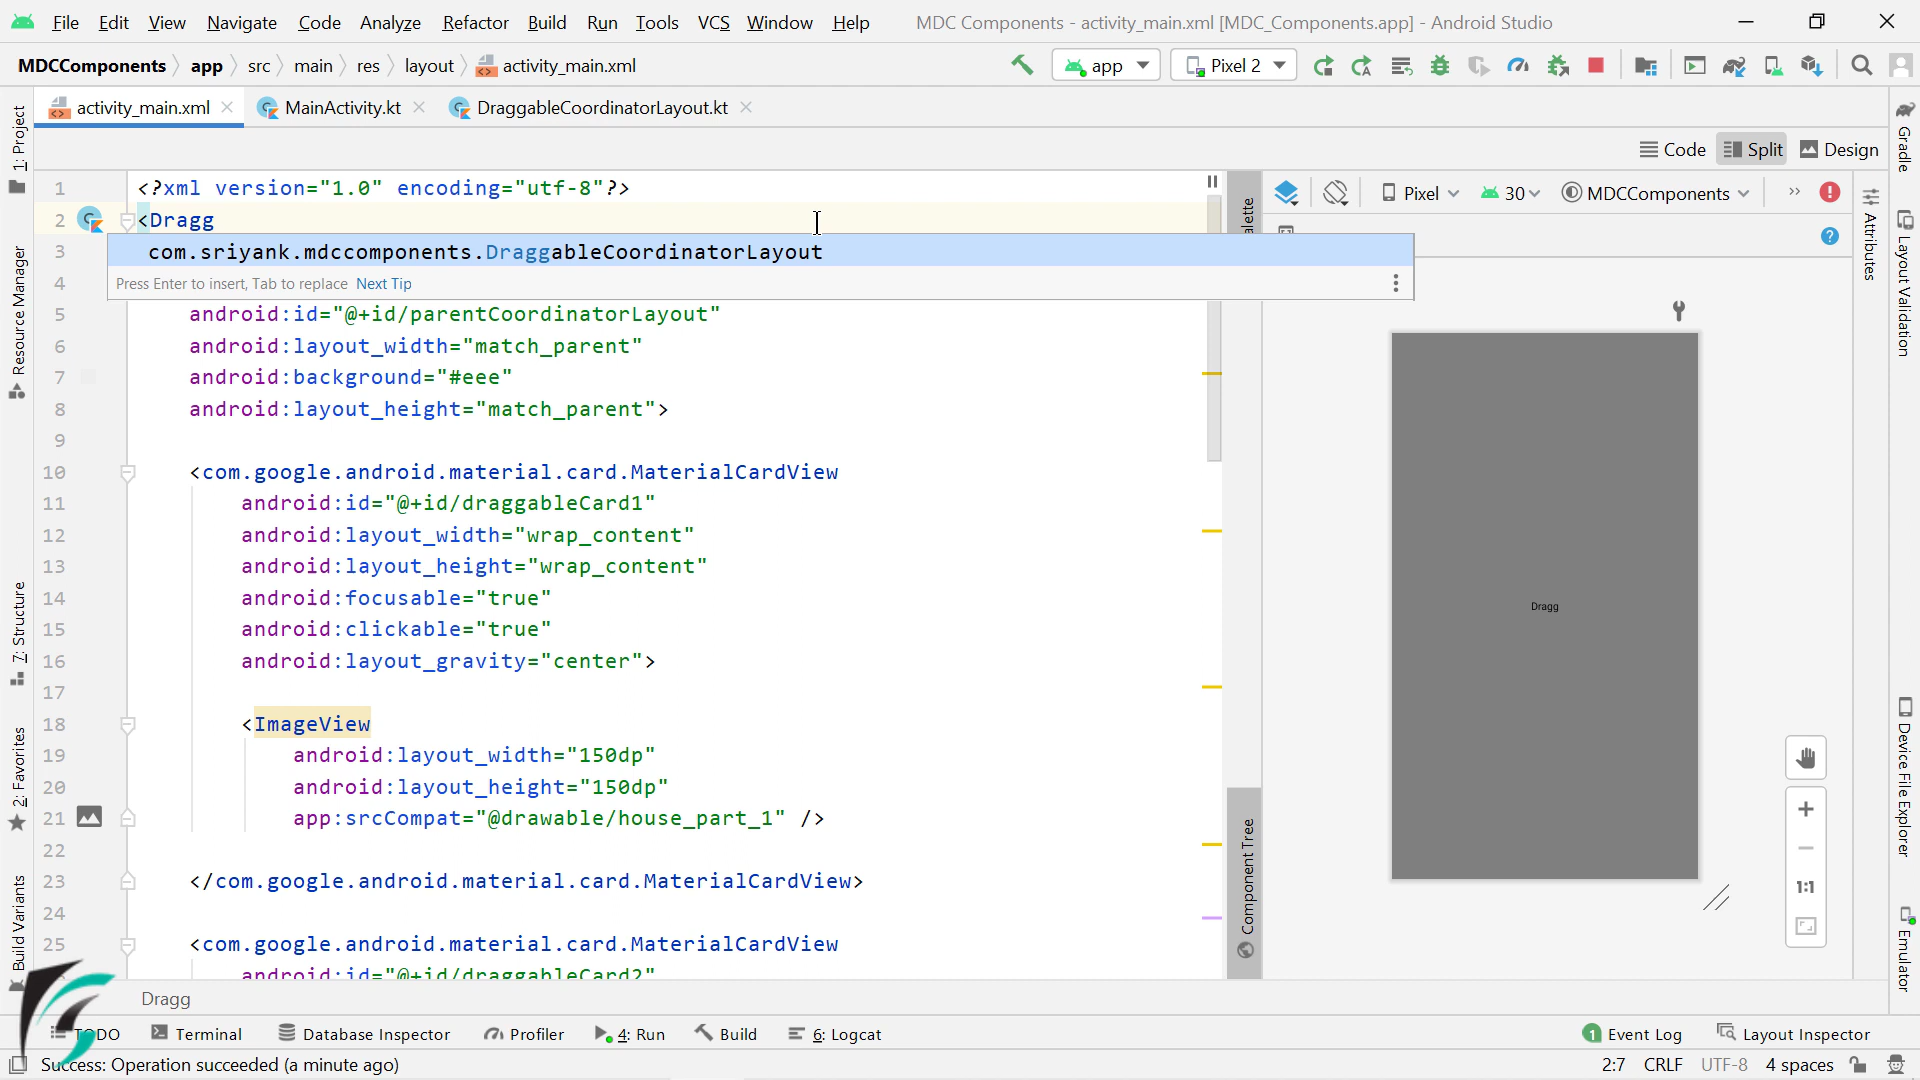 File Edit View Navigate Code Analyze Refactor Build Run Tools VCS Window Help MDC Components - activity_main.xml [MDC_Components.app] - Android Studio
MDCComponents app src main res layout activity_main.xml app Pixel 2
activity_main.xml MainActivity.kt DraggableCoordinatorLayout.kt
Code Split Design
Pixel 30 MDCComponents
1 <?xml version="1.0" encoding="utf-8"?>
2 <Dragg
3 com.sriyank.mdccomponents.DraggableCoordinatorLayout
4 Press Enter to insert, Tab to replace Next Tip
5 android:id="@+id/parentCoordinatorLayout"
6 android:layout_width="match_parent"
7 android:background="#eee"
8 android:layout_height="match_parent">
9
10 <com.google.android.material.card.MaterialCardView
11 android:id="@+id/draggableCard1"
12 android:layout_width="wrap_content"
13 android:layout_height="wrap_content"
14 android:focusable="true"
15 android:clickable="true"
16 android:layout_gravity="center">
17
18 <ImageView
19 android:layout_width="150dp"
20 android:layout_height="150dp"
21 app:srcCompat="@drawable/house_part_1" />
22
23 </com.google.android.material.card.MaterialCardView>
24
25 <com.google.android.material.card.MaterialCardView
android:id="@+id/draggableCard2"
Dragg
1:1
1: Project
Resource Manager
7: Structure
2: Favorites
Build Variants
Component Tree
Attributes
Gradle
Layout Validation
Device File Explorer
Emulator
Dragg
TODO Terminal Database Inspector Profiler 4: Run Build 6: Logcat 1 Event Log Layout Inspector
Success: Operation succeeded (a minute ago) 2:7 CRLF UTF-8 4 spaces